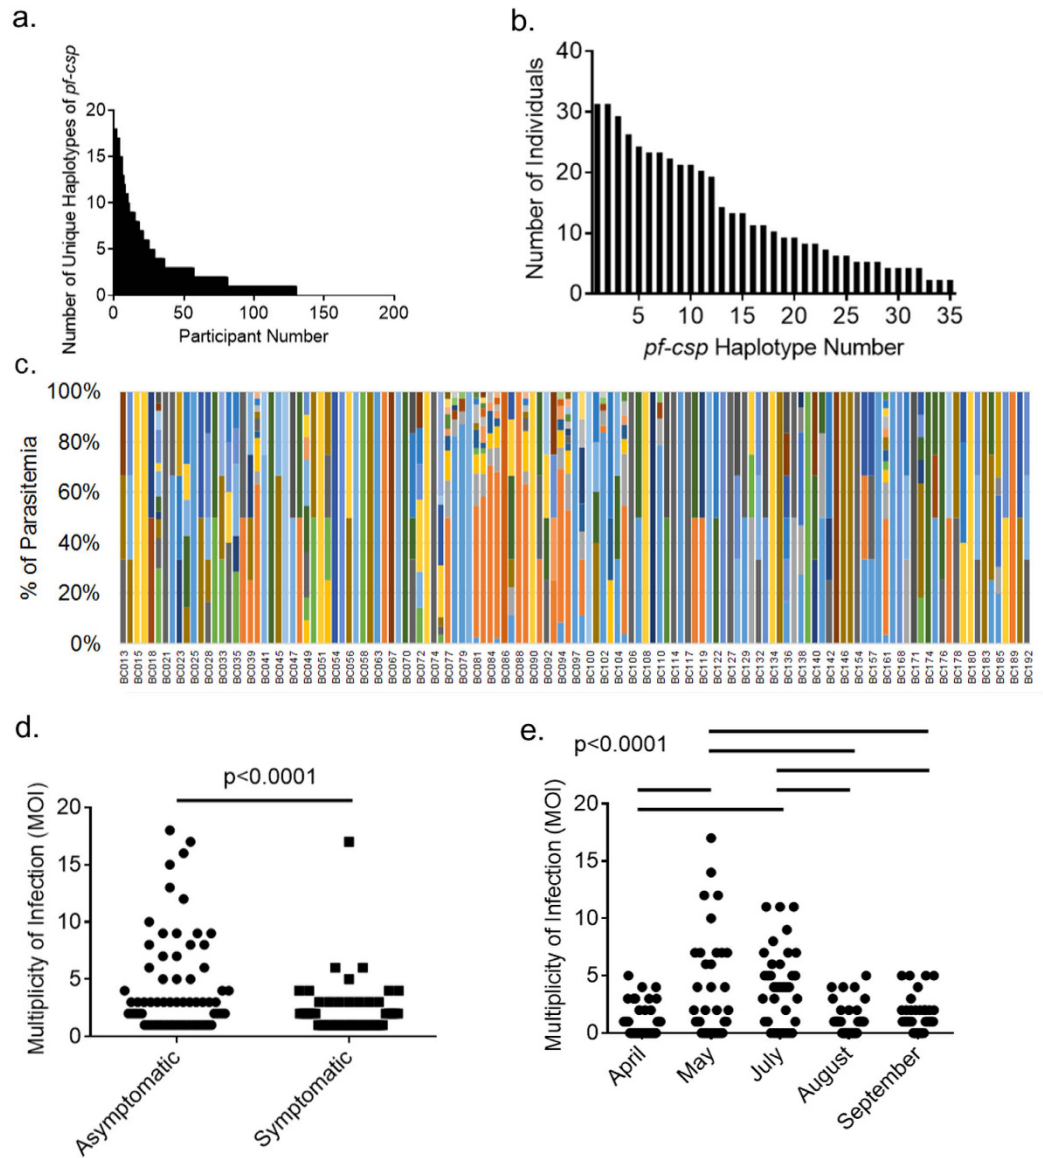 a.
Number of Unique Haplotypes of pf-csp
20
15
10
5
0
0 50 100 150 200
Participant Number
b.
Number of Individuals
40
30
20
10
0
5 10 15 20 25 30 35
pf-csp Haplotype Number
c.
% of Parasitemia
100%
80%
60%
40%
20%
0%
BC013 BC015 BC018 BC021 BC023 BC025 BC028 BC033 BC035 BC039 BC041 BC045 BC047 BC049 BC051 BC054 BC056 BC058 BC063 BC067 BC070 BC072 BC074 BC077 BC079 BC081 BC084 BC086 BC088 BC090 BC092 BC094 BC097 BC100 BC102 BC104 BC106 BC108 BC114 BC117 BC119 BC122 BC127 BC129 BC132 BC134 BC136 BC138 BC140 BC142 BC146 BC154 BC157 BC161 BC168 BC171 BC174 BC176 BC178 BC180 BC183 BC185 BC189 BC192
d.
p<0.0001
Multiplicity of Infection (MOI)
20
15
10
5
0
Asymptomatic
Symptomatic
e.
p<0.0001
Multiplicity of Infection (MOI)
20
15
10
5
0
April
May
July
August
September